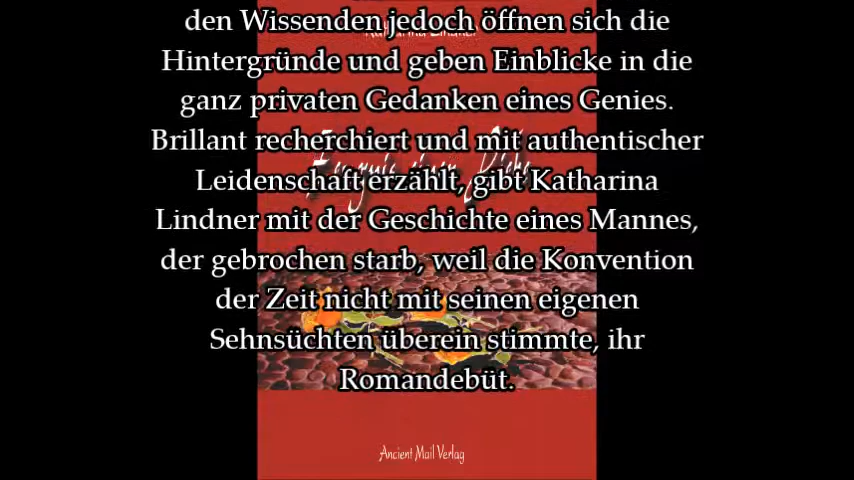 den Wissenden jedoch öffnen sich die
Katharina Lindner
Hintergründe und geben Einblicke in die
ganz privaten Gedanken eines Genies.
Brillant recherchiert und mit authentischer
Leidenschaft erzählt, gibt Katharina
Lindner mit der Geschichte eines Mannes,
der gebrochen starb, weil die Konvention
der Zeit nicht mit seinen eigenen
Sehnsüchten überein stimmte, ihr
Romandebüt.
Ancient Mail Verlag